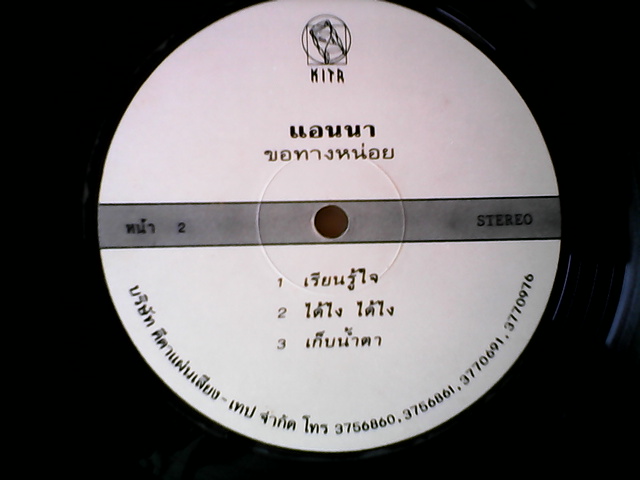 KITA
แอนนา
ขอทางหน่อย
หน้า 2
STEREO
1 เรียนรู้ใจ
2 ได้ไง ได้ไง
3 เก็บน้ำตา
บริษัท คีตาแผ่นเสียง-เทป จำกัด โทร 3756860, 3756861, 3770691, 3770976